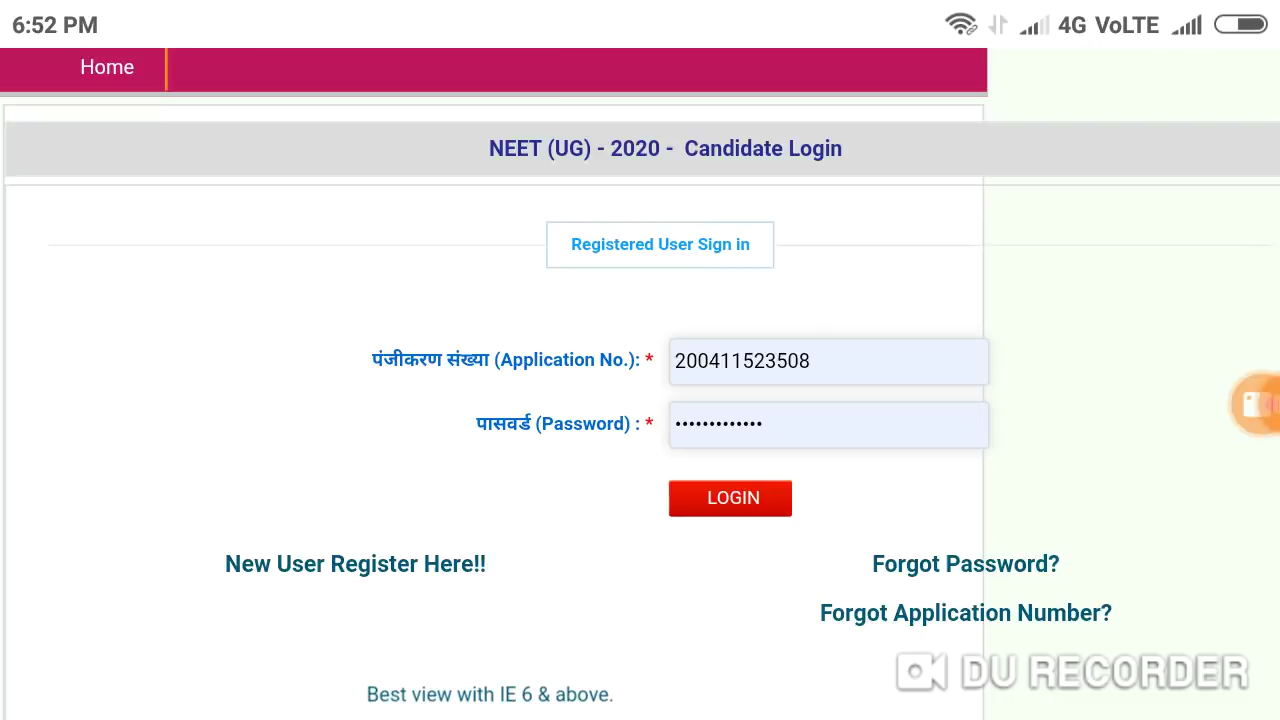 6:52 PM 4G VoLTE
Home
NEET (UG) - 2020 - Candidate Login
Registered User Sign in
पंजीकरण संख्या (Application No.): * 200411523508
पासवर्ड (Password) : * •••••••••••••
LOGIN
New User Register Here!! Forgot Password?
Forgot Application Number?
DU RECORDER
Best view with IE 6 & above.